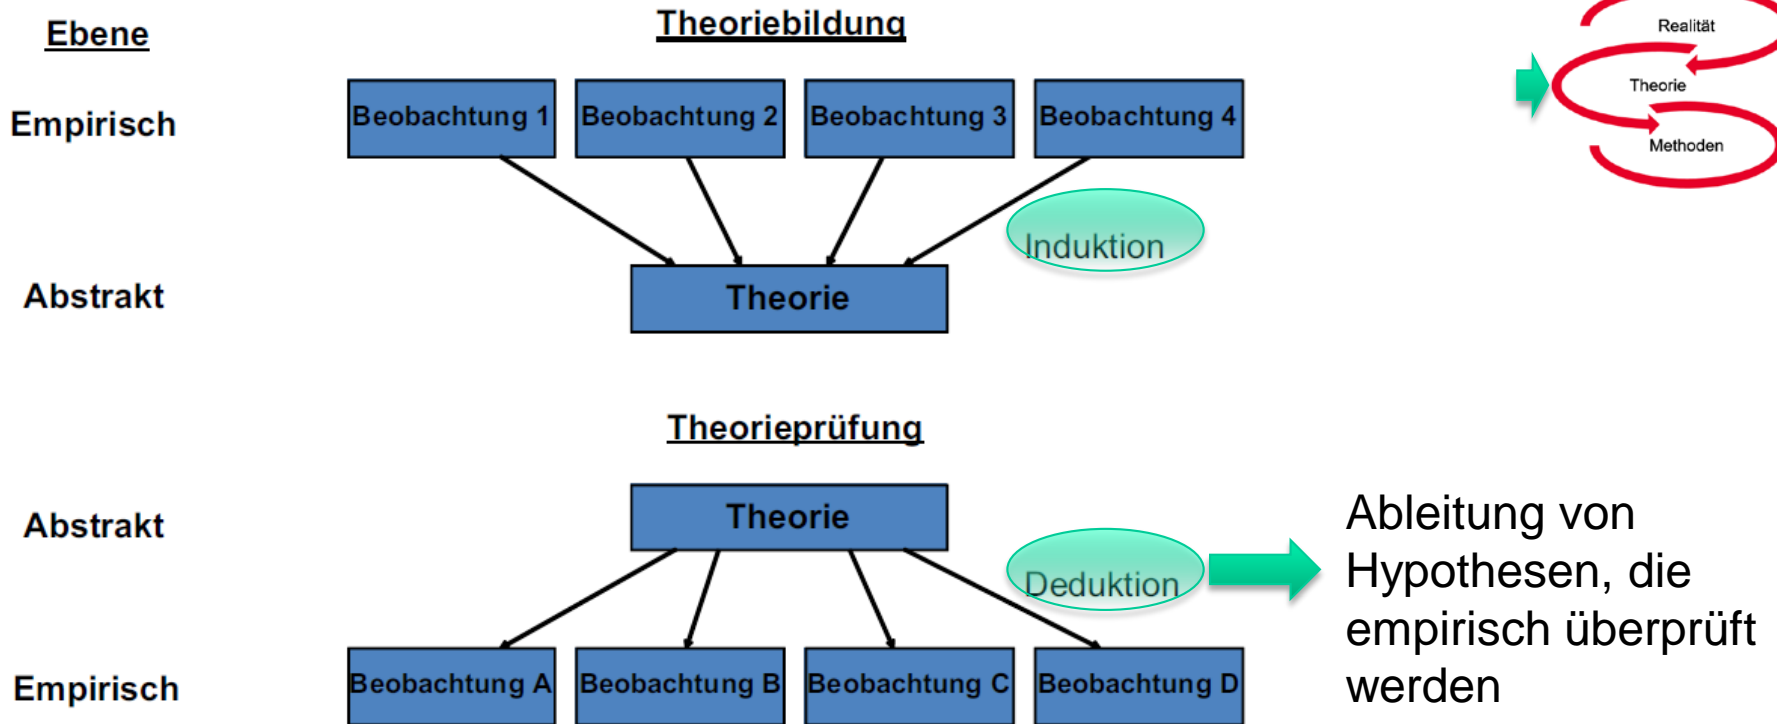 Ebene
Theoriebildung
Realität
Theorie
Methoden
Empirisch
Beobachtung 1
Beobachtung 2
Beobachtung 3
Beobachtung 4
Induktion
Abstrakt
Theorie
Theorieprüfung
Abstrakt
Theorie
Deduktion
Ableitung von
Hypothesen, die
empirisch überprüft
werden
Empirisch
Beobachtung A
Beobachtung B
Beobachtung C
Beobachtung D